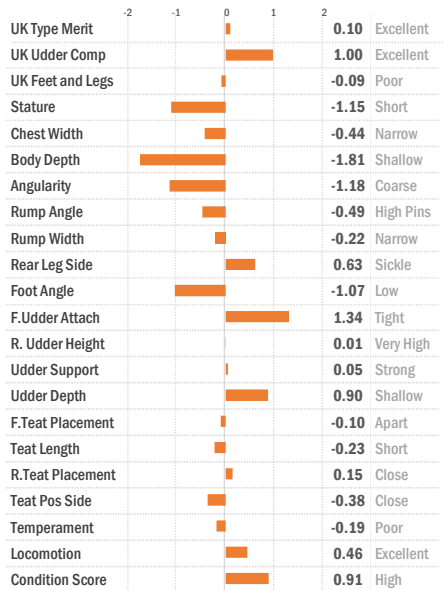 -2 -1 0 1 2
UK Type Merit 0.10 Excellent
UK Udder Comp 1.00 Excellent
UK Feet and Legs -0.09 Poor
Stature -1.15 Short
Chest Width -0.44 Narrow
Body Depth -1.81 Shallow
Angularity -1.18 Coarse
Rump Angle -0.49 High Pins
Rump Width -0.22 Narrow
Rear Leg Side 0.63 Sickle
Foot Angle -1.07 Low
F.Udder Attach 1.34 Tight
R. Udder Height 0.01 Very High
Udder Support 0.05 Strong
Udder Depth 0.90 Shallow
F.Teat Placement -0.10 Apart
Teat Length -0.23 Short
R.Teat Placement 0.15 Close
Teat Pos Side -0.38 Close
Temperament -0.19 Poor
Locomotion 0.46 Excellent
Condition Score 0.91 High